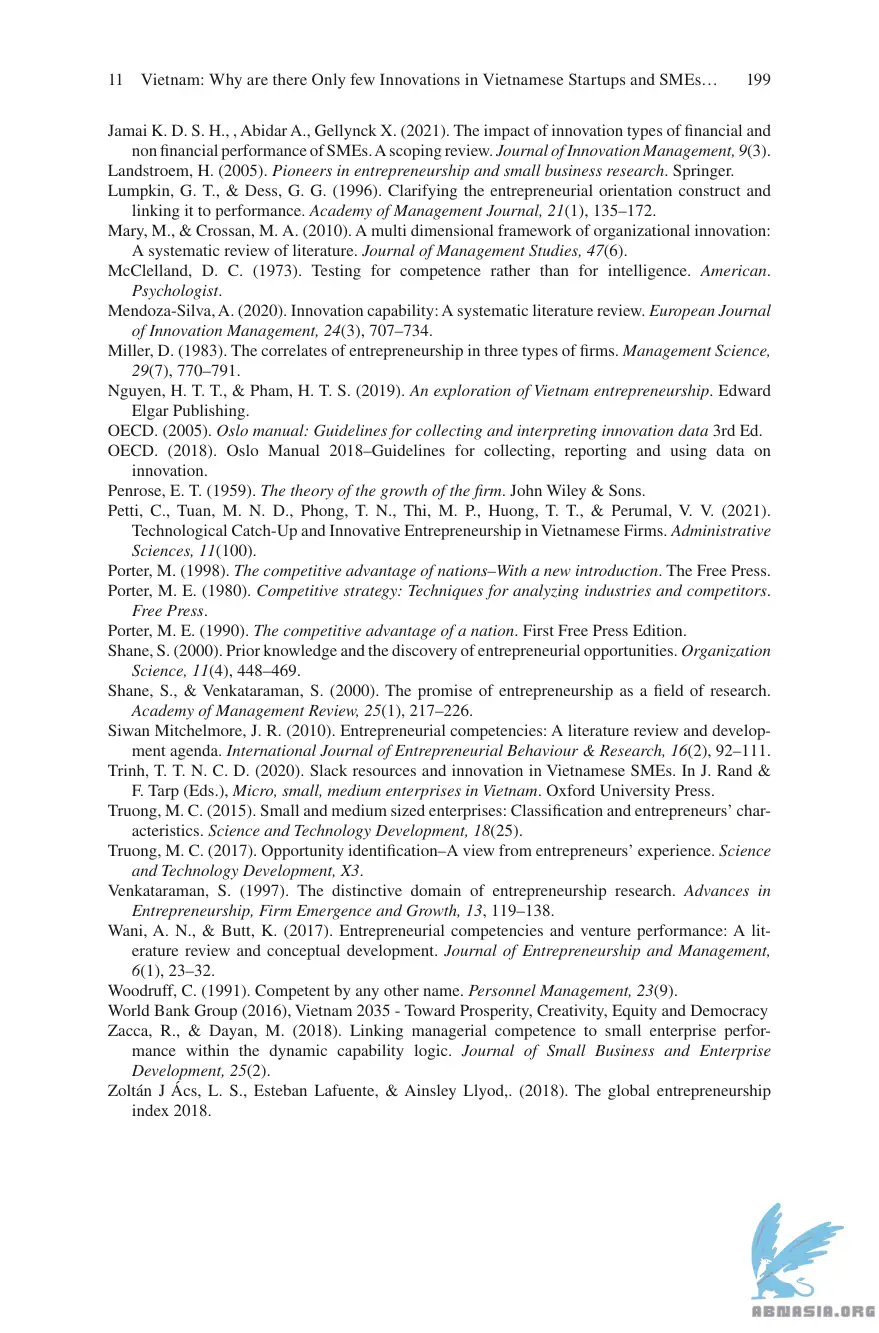 11 Vietnam: Why are there Only few Innovations in Vietnamese Startups and SMEs… 199
Jamai K. D. S. H., , Abidar A., Gellynck X. (2021). The impact of innovation types of financial and
non financial performance of SMEs. A scoping review. Journal of Innovation Management, 9(3).
Landstroem, H. (2005). Pioneers in entrepreneurship and small business research. Springer.
Lumpkin, G. T., & Dess, G. G. (1996). Clarifying the entrepreneurial orientation construct and
linking it to performance. Academy of Management Journal, 21(1), 135–172.
Mary, M., & Crossan, M. A. (2010). A multi dimensional framework of organizational innovation:
A systematic review of literature. Journal of Management Studies, 47(6).
McClelland, D. C. (1973). Testing for competence rather than for intelligence. American.
Psychologist.
Mendoza-Silva, A. (2020). Innovation capability: A systematic literature review. European Journal
of Innovation Management, 24(3), 707–734.
Miller, D. (1983). The correlates of entrepreneurship in three types of firms. Management Science,
29(7), 770–791.
Nguyen, H. T. T., & Pham, H. T. S. (2019). An exploration of Vietnam entrepreneurship. Edward
Elgar Publishing.
OECD. (2005). Oslo manual: Guidelines for collecting and interpreting innovation data 3rd Ed.
OECD. (2018). Oslo Manual 2018–Guidelines for collecting, reporting and using data on
innovation.
Penrose, E. T. (1959). The theory of the growth of the firm. John Wiley & Sons.
Petti, C., Tuan, M. N. D., Phong, T. N., Thi, M. P., Huong, T. T., & Perumal, V. V. (2021).
Technological Catch-Up and Innovative Entrepreneurship in Vietnamese Firms. Administrative
Sciences, 11(100).
Porter, M. (1998). The competitive advantage of nations–With a new introduction. The Free Press.
Porter, M. E. (1980). Competitive strategy: Techniques for analyzing industries and competitors.
Free Press.
Porter, M. E. (1990). The competitive advantage of a nation. First Free Press Edition.
Shane, S. (2000). Prior knowledge and the discovery of entrepreneurial opportunities. Organization
Science, 11(4), 448–469.
Shane, S., & Venkataraman, S. (2000). The promise of entrepreneurship as a field of research.
Academy of Management Review, 25(1), 217–226.
Siwan Mitchelmore, J. R. (2010). Entrepreneurial competencies: A literature review and develop-
ment agenda. International Journal of Entrepreneurial Behaviour & Research, 16(2), 92–111.
Trinh, T. T. N. C. D. (2020). Slack resources and innovation in Vietnamese SMEs. In J. Rand &
F. Tarp (Eds.), Micro, small, medium enterprises in Vietnam. Oxford University Press.
Truong, M. C. (2015). Small and medium sized enterprises: Classification and entrepreneurs’ char-
acteristics. Science and Technology Development, 18(25).
Truong, M. C. (2017). Opportunity identification–A view from entrepreneurs’ experience. Science
and Technology Development, X3.
Venkataraman, S. (1997). The distinctive domain of entrepreneurship research. Advances in
Entrepreneurship, Firm Emergence and Growth, 13, 119–138.
Wani, A. N., & Butt, K. (2017). Entrepreneurial competencies and venture performance: A lit-
erature review and conceptual development. Journal of Entrepreneurship and Management,
6(1), 23–32.
Woodruff, C. (1991). Competent by any other name. Personnel Management, 23(9).
World Bank Group (2016), Vietnam 2035 - Toward Prosperity, Creativity, Equity and Democracy
Zacca, R., & Dayan, M. (2018). Linking managerial competence to small enterprise perfor-
mance within the dynamic capability logic. Journal of Small Business and Enterprise
Development, 25(2).
Zoltán J Ács, L. S., Esteban Lafuente, & Ainsley Llyod,. (2018). The global entrepreneurship
index 2018.
ABNASIA.ORG